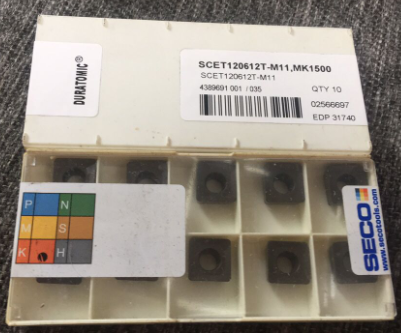 DURATOMIC®
SCET120612T-M11,MK1500
SCET120612T-M11
4389691 001 / 035
QTY 10
02566697
EDP 31740
P N
M S
K H
SECO
www.secotools.com